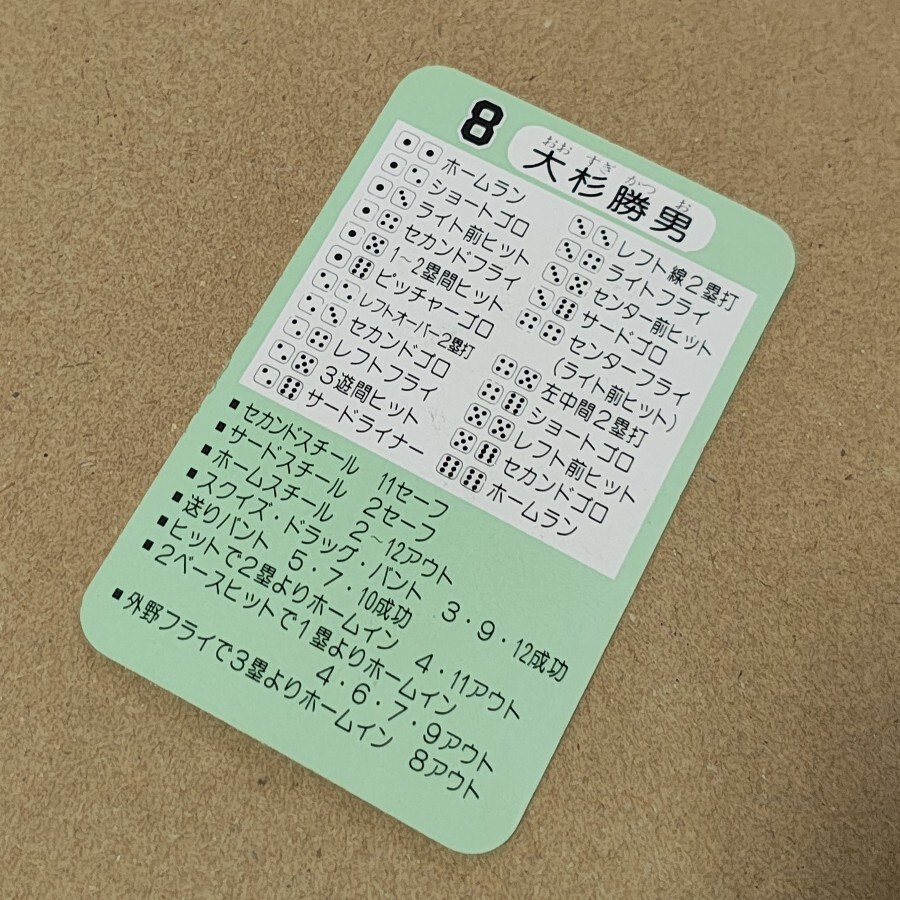 8
おお すぎ かつ お
大杉勝男
ホームラン
ショートゴロ
ライト前ヒット
セカンドフライ
1~2塁間ヒット
ピッチャーゴロ
レフトオーバー2塁打
セカンドゴロ
レフトフライ
3遊間ヒット
サードライナー
レフト線2塁打
ライトフライ
センター前ヒット
サードゴロ
センターフライ
(ライト前ヒット)
左中間2塁打
ショートゴロ
レフト前ヒット
セカンドゴロ
ホームラン
■セカンドスチール 11セーフ
■サードスチール 2セーフ
■ホームスチール 2~12アウト
■スクイズ・ドラッグ・バント 3・9・12成功
■送りバント 5・7・10成功
■ヒットで2塁よりホームイン 4・11アウト
■2ベースヒットで1塁よりホームイン
4・6・7・9アウト
■外野フライで3塁よりホームイン 8アウト